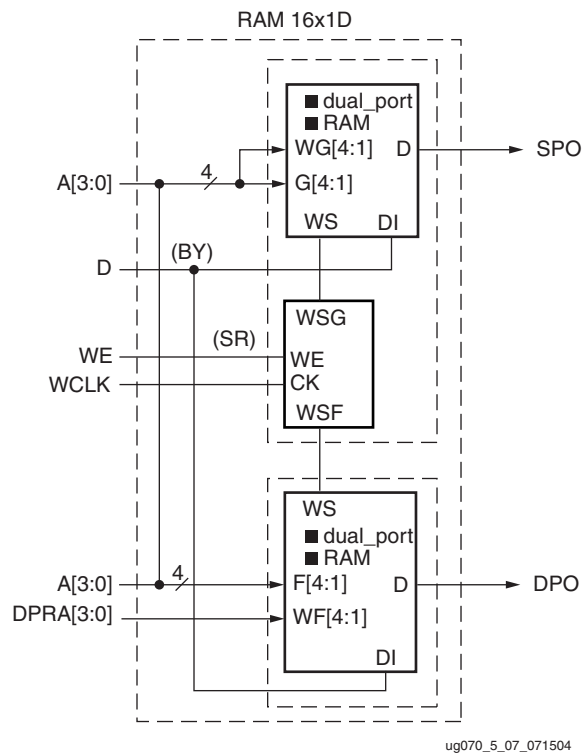 RAM 16x1D
dual_port
RAM
WG[4:1] D SPO
A[3:0] 4 G[4:1]
WS DI
D (BY)
WSG
(SR)
WE WE
WCLK CK
WSF
WS
dual_port
RAM
A[3:0] 4 F[4:1] D DPO
DPRA[3:0] WF[4:1]
DI
ug070_5_07_071504